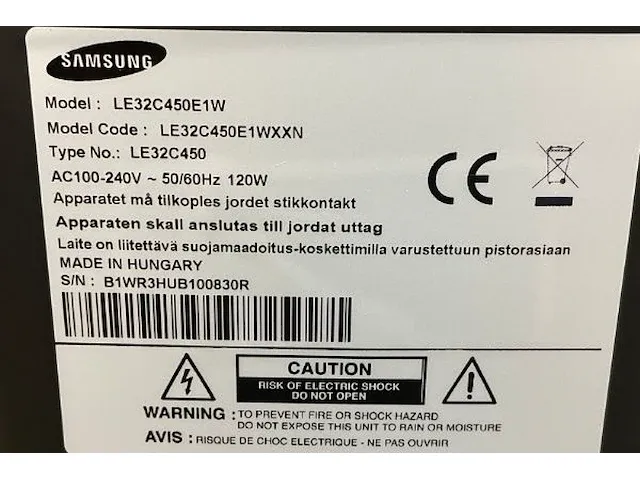 SAMSUNG
Model : LE32C450E1W
Model Code : LE32C450E1WXXN
Type No.: LE32C450
AC100-240V ~ 50/60Hz 120W
Apparatet må tilkoples jordet stikkontakt
Apparaten skall anslutas till jordat uttag
Laite on liitettävä suojamaadoitus-koskettimilla varustettuun pistorasiaan
MADE IN HUNGARY
S/N : B1WR3HUB100830R
CE
CAUTION
RISK OF ELECTRIC SHOCK
DO NOT OPEN
WARNING : TO PREVENT FIRE OR SHOCK HAZARD
DO NOT EXPOSE THIS UNIT TO RAIN OR MOISTURE
AVIS : RISQUE DE CHOC ELECTRIQUE - NE PAS OUVRIR